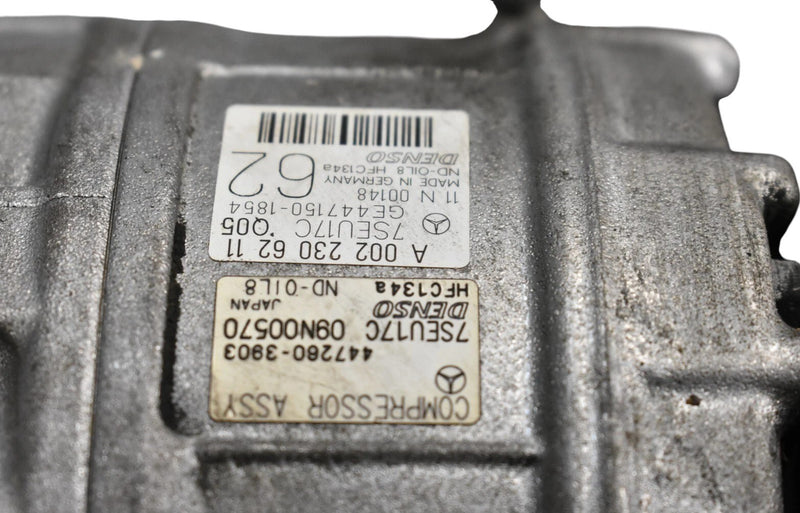 COMPRESSOR ASSY
447260-3903
7SEU17C 09N00570
DENSO JAPAN
HFC134a ND-OIL8
A 002 230 62 11
7SEU17C Q05
GE447150-1854
11 N 00148
MADE IN GERMANY
ND-OIL8 HFC134a
DENSO
62